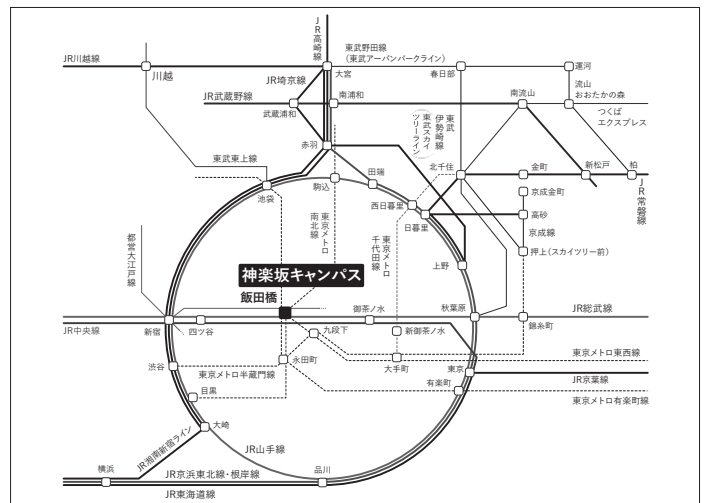 JR高崎線
東武野田線
（東武アーバンパークライン）
JR川越線
川越
大宮
春日部
運河
JR埼京線
流山
おおたかの森
JR武蔵野線
武蔵浦和
南浦和
南流山
つくば
エクスプレス
東武
伊勢崎線
（東武スカイ
ツリーライン）
赤羽
東武東上線
田端
北千住
金町
新松戸
柏
池袋
駒込
京成金町
JR常磐線
西日暮里
日暮里
高砂
東京メトロ
南北線
東京メトロ
千代田線
京成線
都営大江戸線
上野
押上（スカイツリー前）
神楽坂キャンパス
飯田橋
御茶ノ水
秋葉原
JR総武線
JR中央線
新宿
四ツ谷
九段下
新御茶ノ水
錦糸町
渋谷
永田町
大手町
東京
東京メトロ東西線
東京メトロ半蔵門線
JR京葉線
目黒
有楽町
東京メトロ有楽町線
大崎
JR湘南新宿ライン
JR山手線
横浜
品川
JR京浜東北線・根岸線
JR東海道線